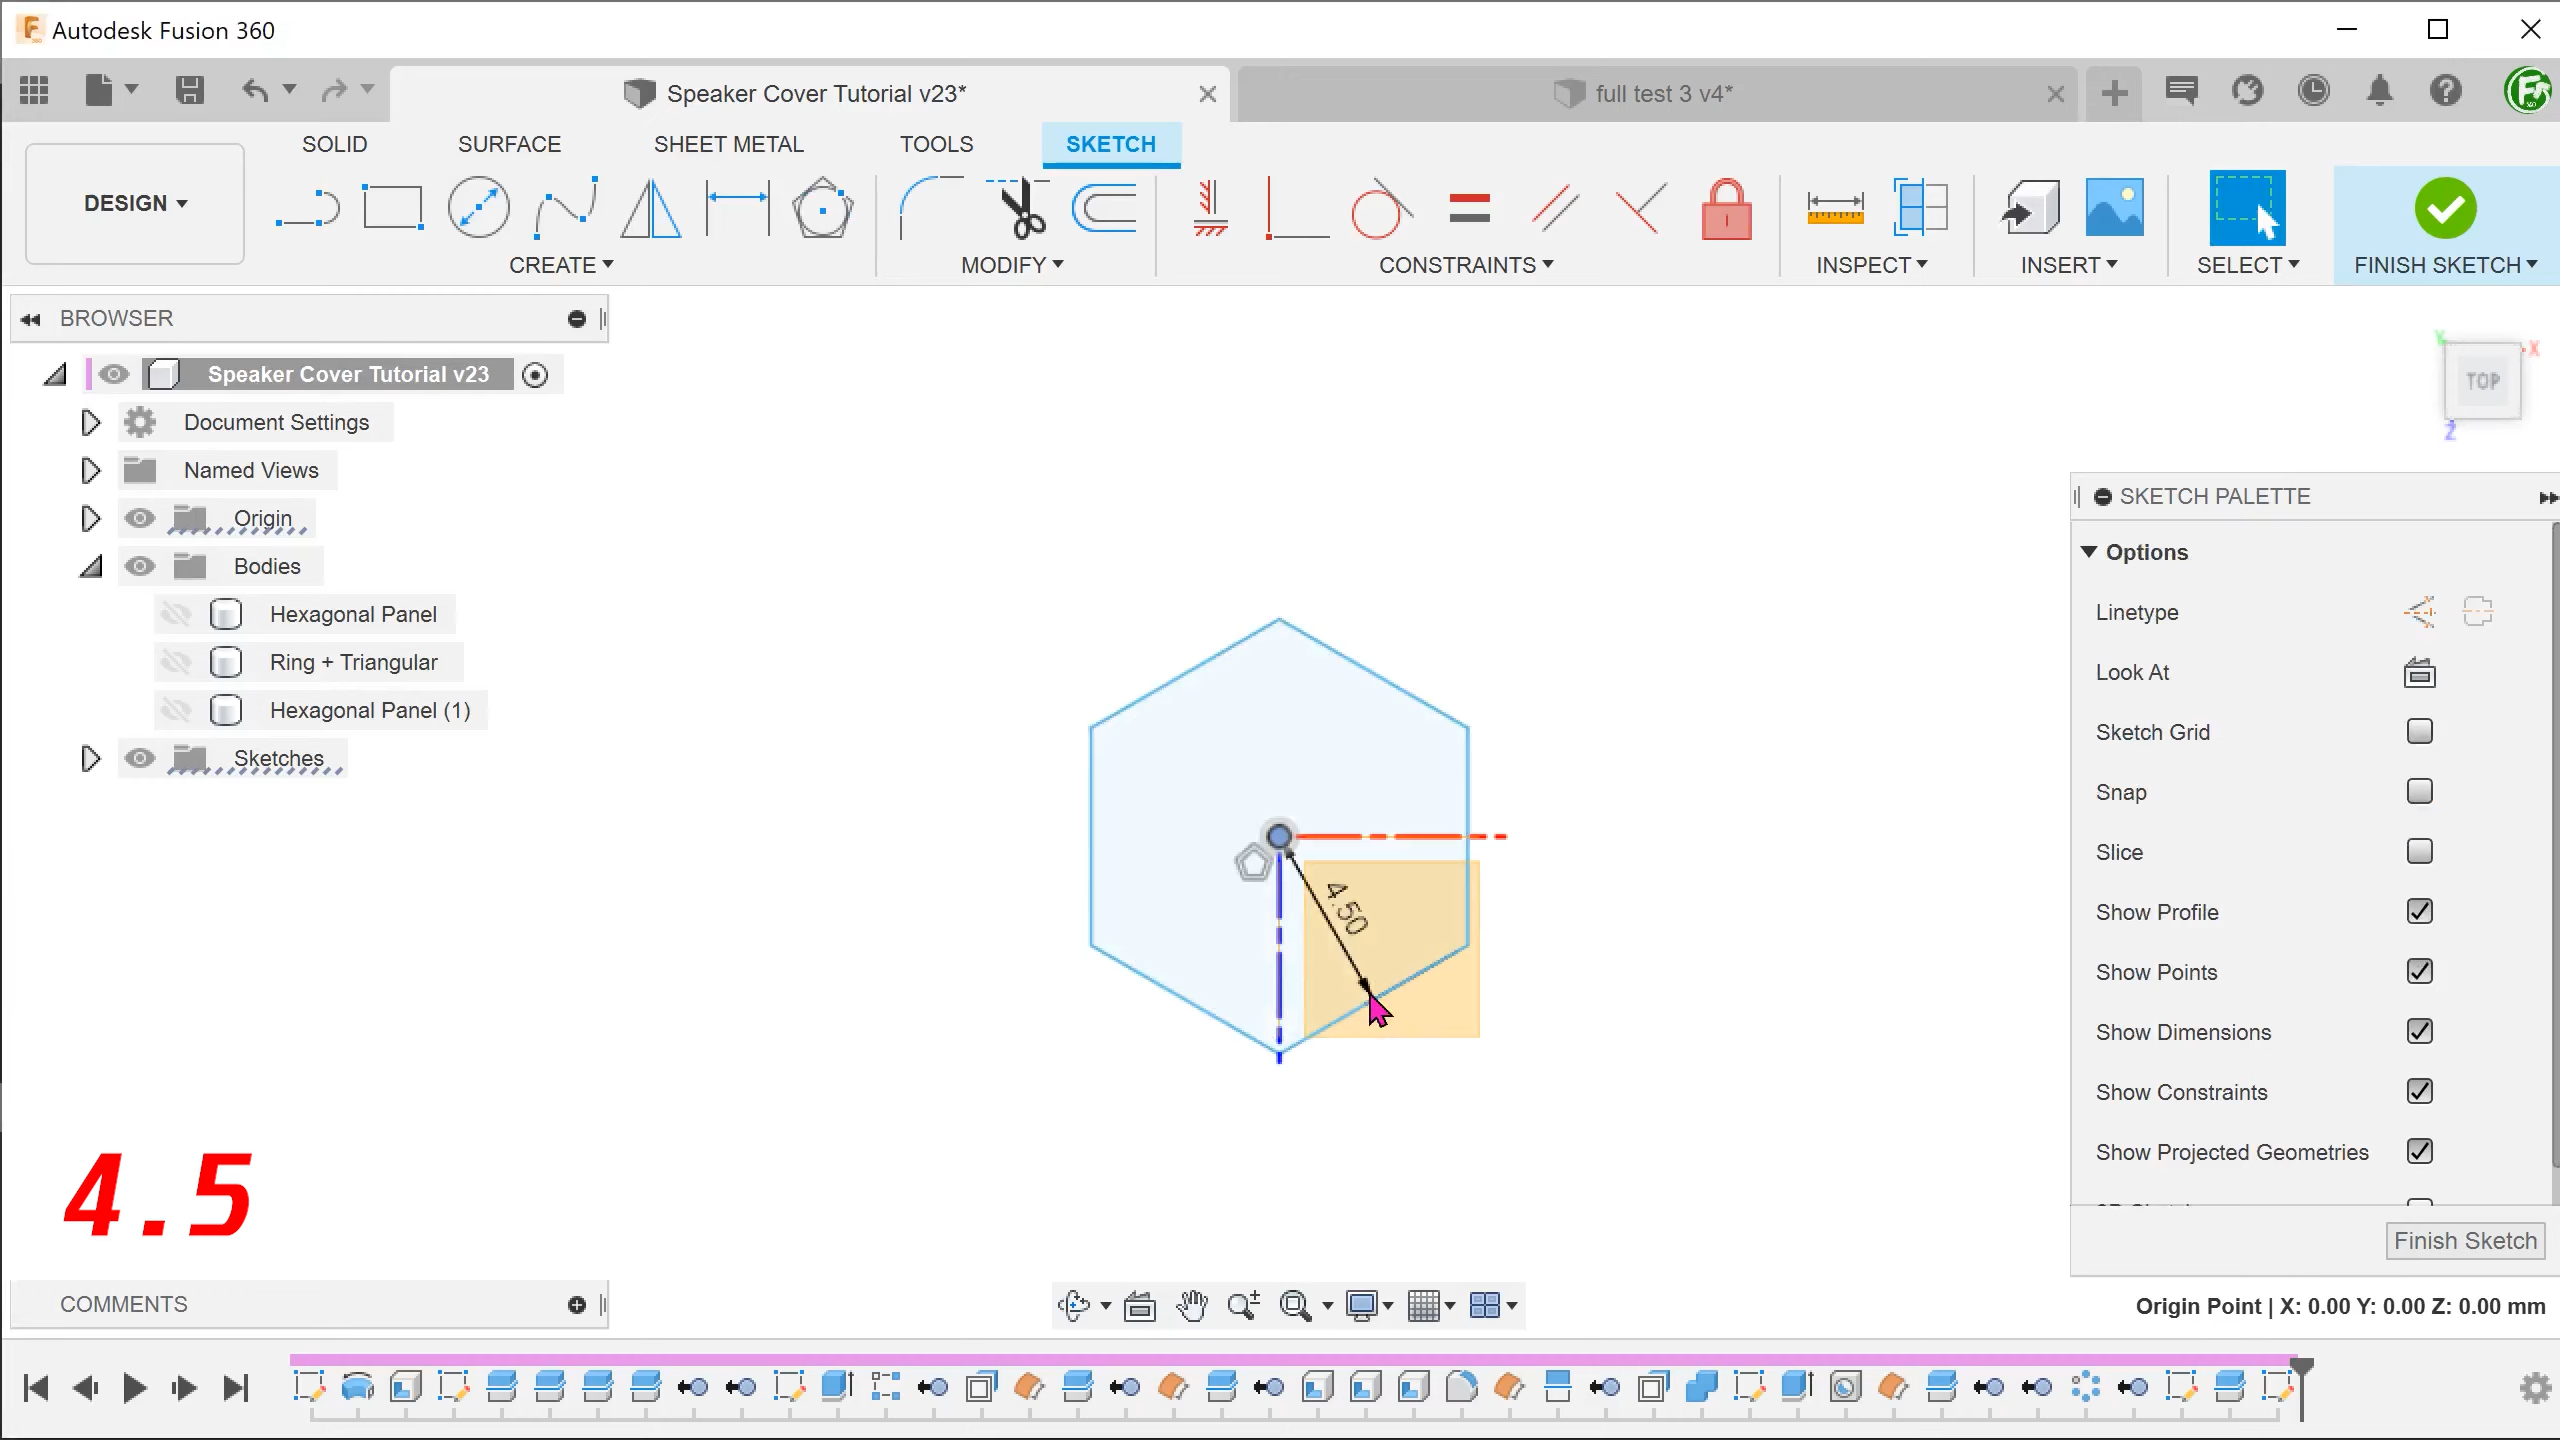 Autodesk Fusion 360
Speaker Cover Tutorial v23*
full test 3 v4*
SOLID
SURFACE
SHEET METAL
TOOLS
SKETCH
DESIGN
CREATE
MODIFY
CONSTRAINTS
INSPECT
INSERT
SELECT
FINISH SKETCH
BROWSER
Speaker Cover Tutorial v23
Document Settings
Named Views
Origin
Bodies
Hexagonal Panel
Ring + Triangular
Hexagonal Panel (1)
Sketches
Y
X
TOP
Z
SKETCH PALETTE
Options
Linetype
Look At
Sketch Grid
Snap
Slice
Show Profile
Show Points
Show Dimensions
Show Constraints
Show Projected Geometries
Finish Sketch
4.50
4.5
COMMENTS
Origin Point | X: 0.00 Y: 0.00 Z: 0.00 mm